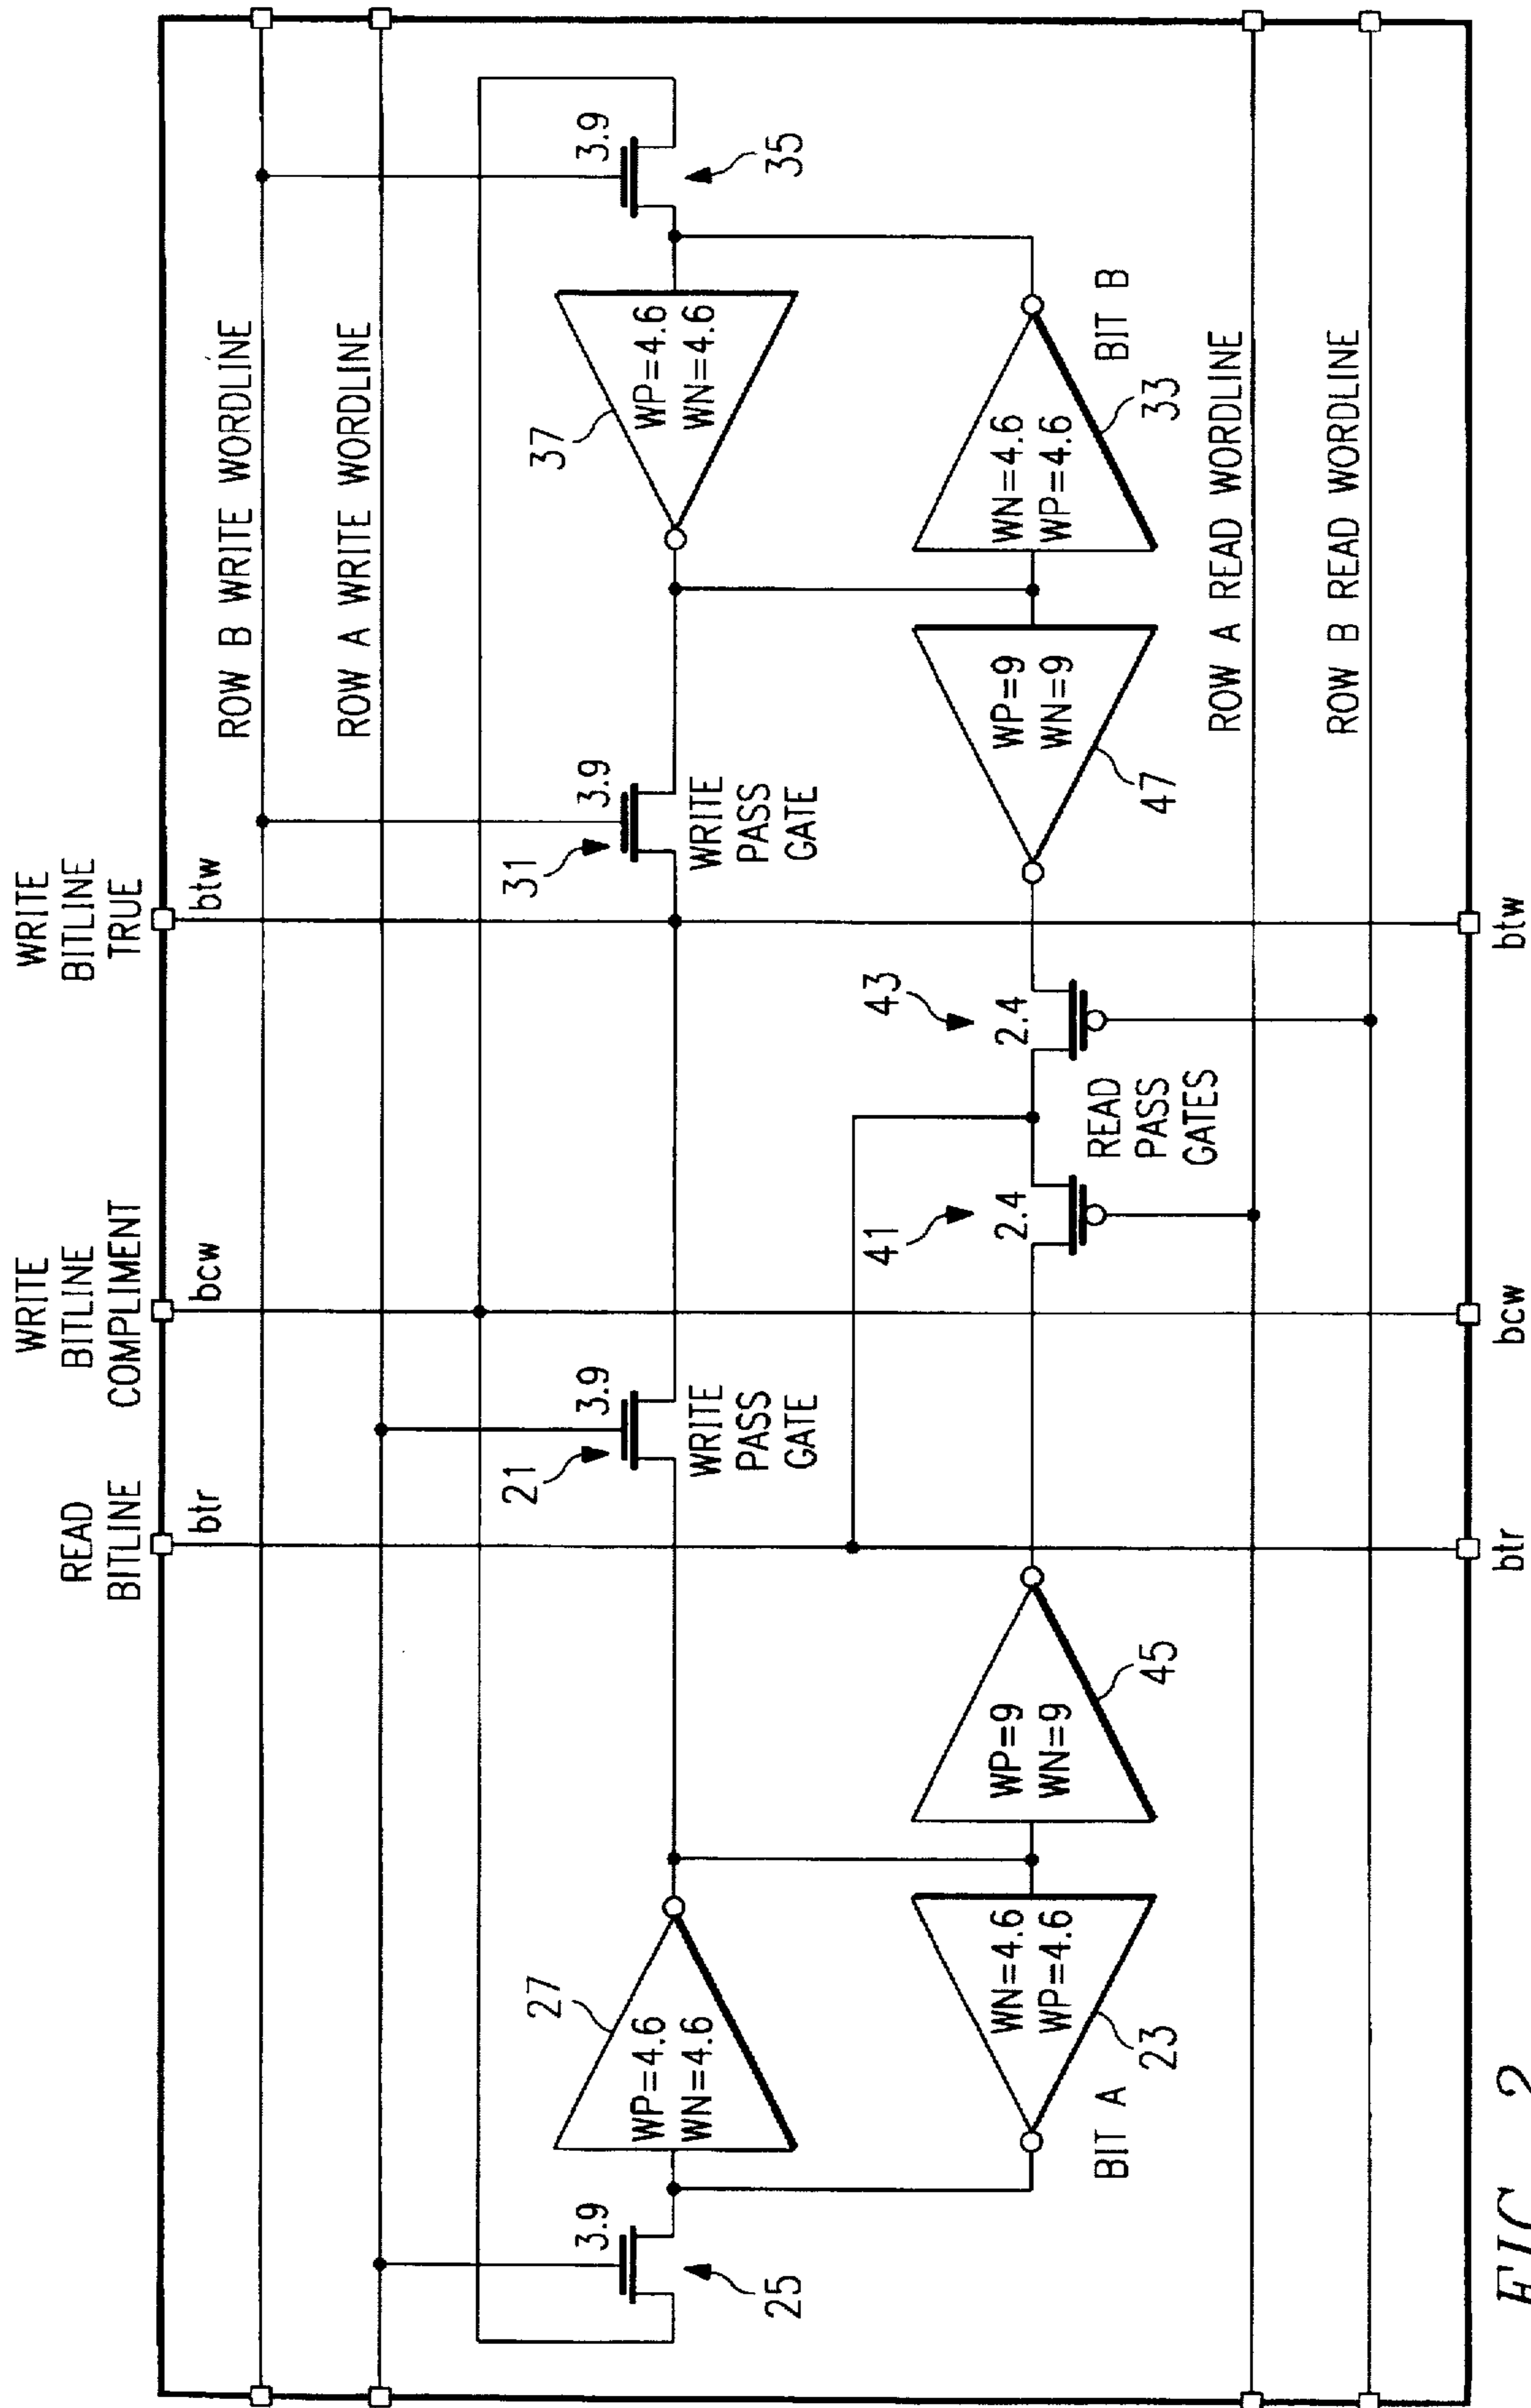 READ
BITLINE
btr
WRITE
BITLINE
COMPLIMENT
bcw
WRITE
BITLINE
TRUE
btw
ROW B WRITE WORDLINE
ROW A WRITE WORDLINE
3.9
25
27
WP=4.6
WN=4.6
21
3.9
WRITE
PASS
GATE
31
3.9
WRITE
PASS
GATE
37
WP=4.6
WN=4.6
3.9
35
BIT A
WN=4.6
WP=4.6
23
WP=9
WN=9
45
41
2.4
READ
PASS
GATES
43
2.4
WP=9
WN=9
47
WN=4.6
WP=4.6
33
BIT B
ROW A READ WORDLINE
ROW B READ WORDLINE
btr
bcw
btw
FIG. 2